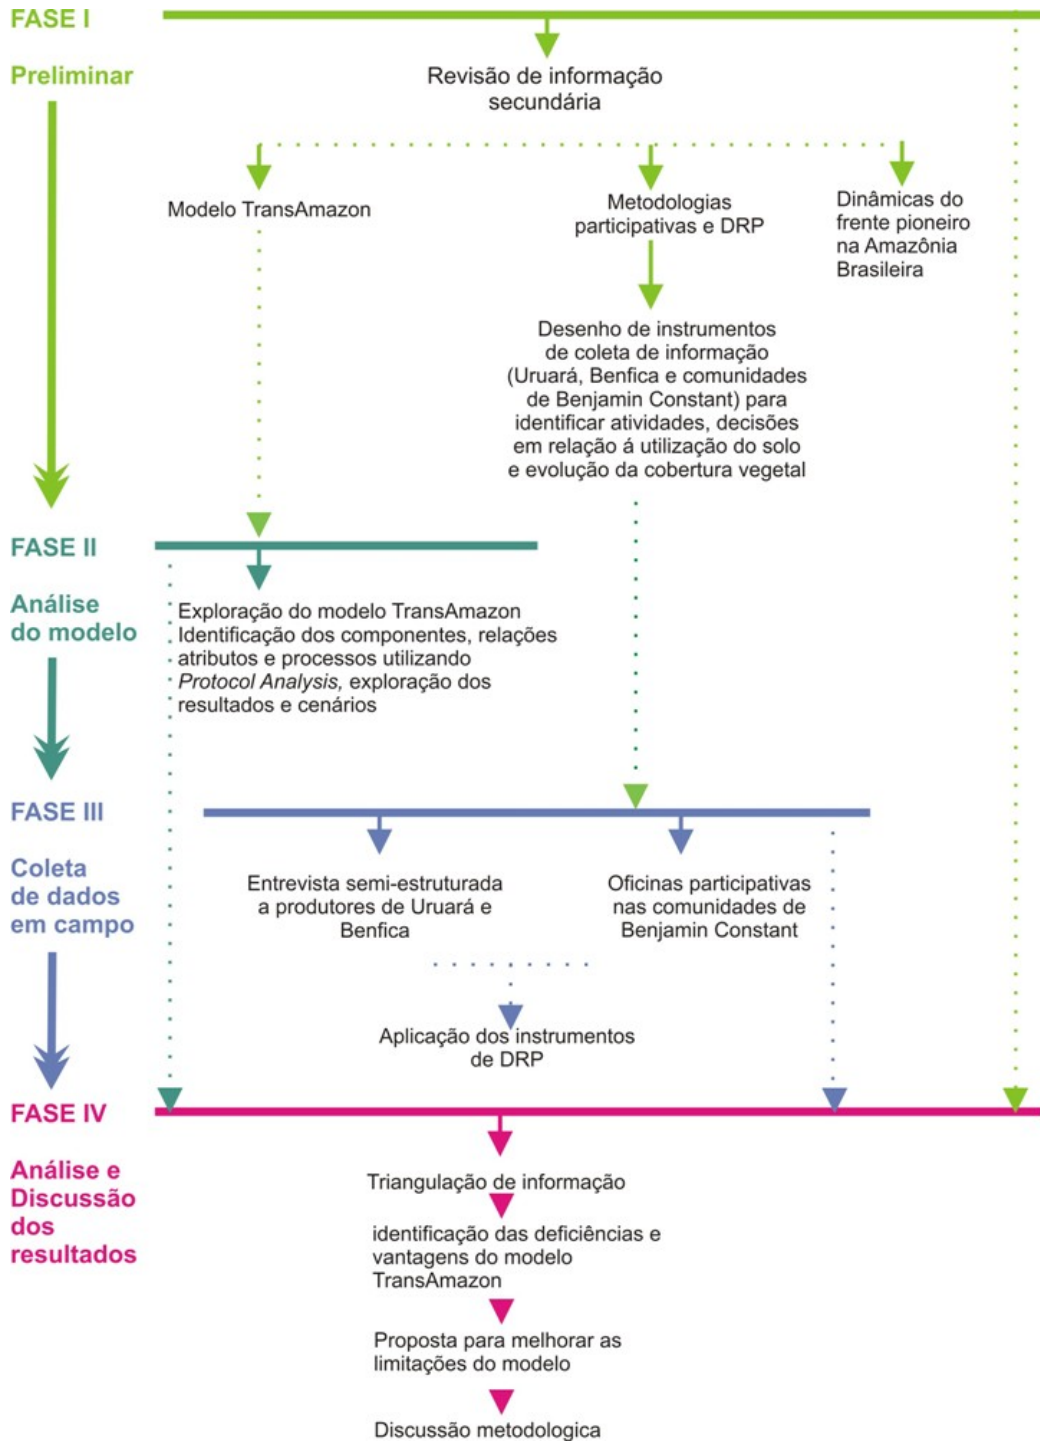 FASE I
Preliminar
Revisão de informação
secundária
Modelo TransAmazon
Metodologias
participativas e DRP
Dinâmicas do
frente pioneiro
na Amazônia
Brasileira
Desenho de instrumentos
de coleta de informação
(Uruará, Benfica e comunidades
de Benjamin Constant) para
identificar atividades, decisões
em relação á utilização do solo
e evolução da cobertura vegetal
FASE II
Análise
do modelo
Exploração do modelo TransAmazon
Identificação dos componentes, relações
atributos e processos utilizando
Protocol Analysis, exploração dos
resultados e cenários
FASE III
Coleta
de dados
em campo
Entrevista semi-estruturada
a produtores de Uruará e
Benfica
Oficinas participativas
nas comunidades de
Benjamin Constant
Aplicação dos instrumentos
de DRP
FASE IV
Análise e
Discussão
dos
resultados
Triangulação de informação
identificação das deficiências e
vantagens do modelo
TransAmazon
Proposta para melhorar as
limitações do modelo
Discussão metodologica